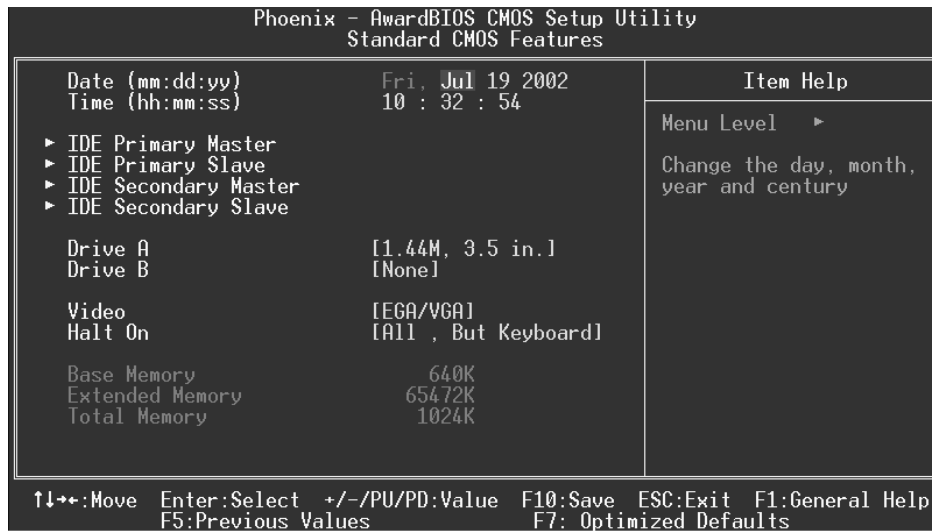 Phoenix - AwardBIOS CMOS Setup Utility
Standard CMOS Features
Date (mm:dd:yy) Fri, Jul 19 2002
Time (hh:mm:ss) 10 : 32 : 54
► IDE Primary Master
► IDE Primary Slave
► IDE Secondary Master
► IDE Secondary Slave
Drive A [1.44M, 3.5 in.]
Drive B [None]
Video [EGA/VGA]
Halt On [All , But Keyboard]
Base Memory 640K
Extended Memory 65472K
Total Memory 1024K
Item Help
Menu Level ►
Change the day, month,
year and century
↑↓→←:Move Enter:Select +/-/PU/PD:Value F10:Save ESC:Exit F1:General Help
F5:Previous Values F7: Optimized Defaults